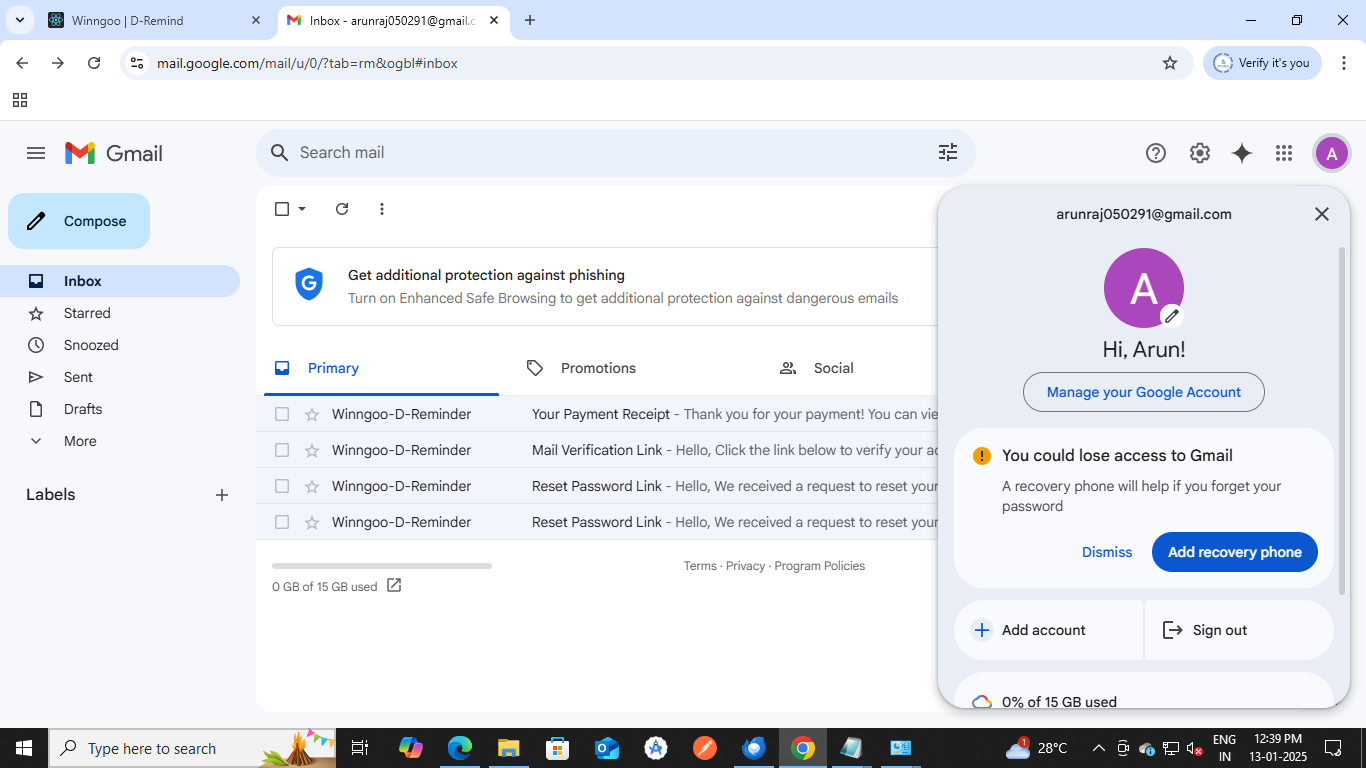 Winngoo | D-Remind
Inbox - arunraj050291@gmail.c
mail.google.com/mail/u/0/?tab=rm&ogbl#inbox
Verify it's you
Gmail
Search mail
A
Compose
Inbox
Starred
Snoozed
Sent
Drafts
More
Labels
Get additional protection against phishing
Turn on Enhanced Safe Browsing to get additional protection against dangerous emails
Primary
Promotions
Social
Winngoo-D-Reminder Your Payment Receipt - Thank you for your payment! You can vie
Winngoo-D-Reminder Mail Verification Link - Hello, Click the link below to verify your ac
Winngoo-D-Reminder Reset Password Link - Hello, We received a request to reset your
Winngoo-D-Reminder Reset Password Link - Hello, We received a request to reset your
0 GB of 15 GB used
Terms · Privacy · Program Policies
arunraj050291@gmail.com
A
Hi, Arun!
Manage your Google Account
You could lose access to Gmail
A recovery phone will help if you forget your
password
Dismiss
Add recovery phone
Add account
Sign out
0% of 15 GB used
Type here to search
1
28°C
ENG
IN
12:39 PM
13-01-2025